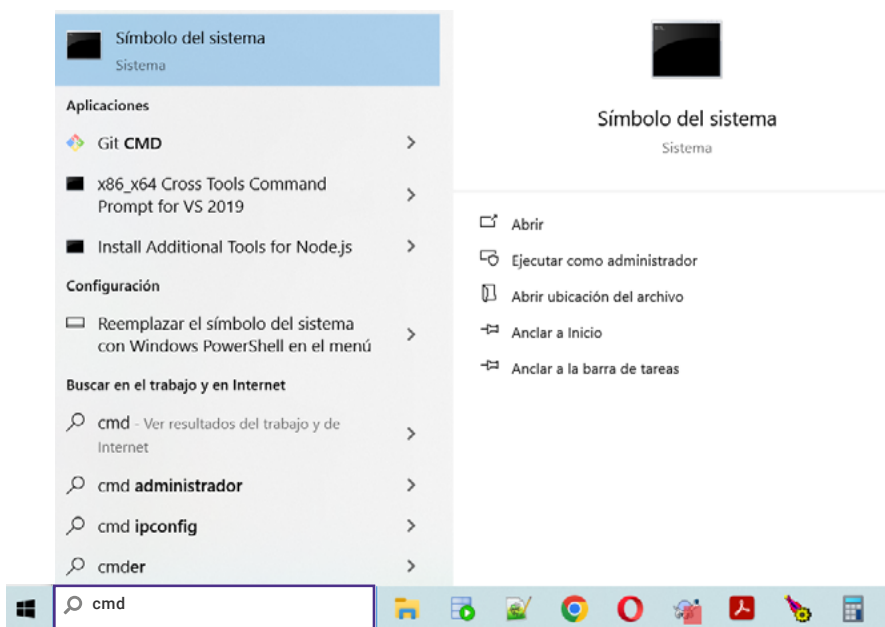 Símbolo del sistema
Sistema
Aplicaciones
Git CMD
x86_x64 Cross Tools Command
Prompt for VS 2019
Install Additional Tools for Node.js
Configuración
Reemplazar el símbolo del sistema
con Windows PowerShell en el menú
Buscar en el trabajo y en Internet
cmd - Ver resultados del trabajo y de
Internet
cmd administrador
cmd ipconfig
cmder
cmd
Símbolo del sistema
Sistema
Abrir
Ejecutar como administrador
Abrir ubicación del archivo
Anclar a Inicio
Anclar a la barra de tareas